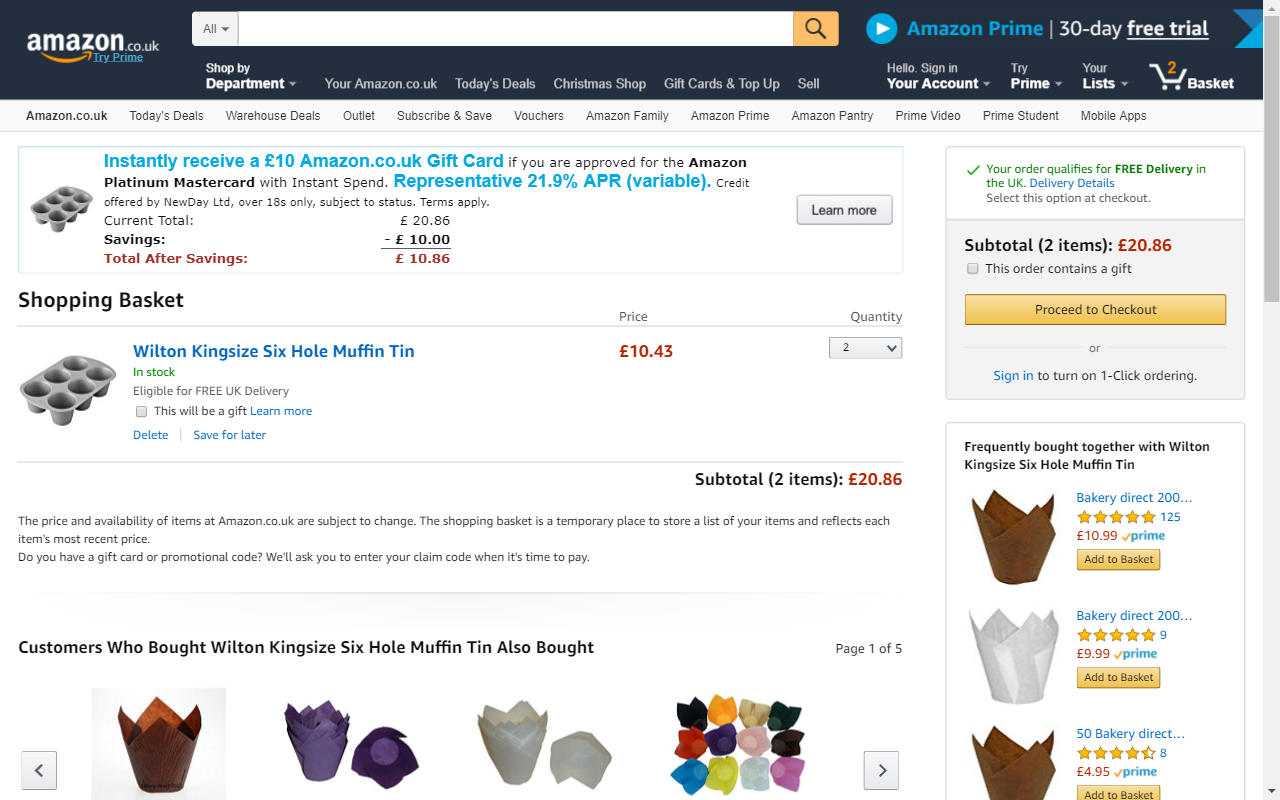 All
amazon.co.uk
Try Prime
Amazon Prime | 30-day free trial
Shop by
Department
Your Amazon.co.uk
Today's Deals
Christmas Shop
Gift Cards & Top Up
Sell
Hello. Sign in
Your Account
Try
Prime
Your
Lists
2
Basket
Amazon.co.uk
Today's Deals
Warehouse Deals
Outlet
Subscribe & Save
Vouchers
Amazon Family
Amazon Prime
Amazon Pantry
Prime Video
Prime Student
Mobile Apps
Instantly receive a £10 Amazon.co.uk Gift Card if you are approved for the Amazon
Platinum Mastercard with Instant Spend. Representative 21.9% APR (variable). Credit
offered by NewDay Ltd, over 18s only, subject to status. Terms apply.
Current Total: £ 20.86
Savings: - £ 10.00
Total After Savings: £ 10.86
Learn more
Shopping Basket
Price
Quantity
Wilton Kingsize Six Hole Muffin Tin
£10.43
2
In stock
Eligible for FREE UK Delivery
This will be a gift Learn more
Delete
Save for later
Subtotal (2 items): £20.86
The price and availability of items at Amazon.co.uk are subject to change. The shopping basket is a temporary place to store a list of your items and reflects each
item's most recent price.
Do you have a gift card or promotional code? We'll ask you to enter your claim code when it's time to pay.
Customers Who Bought Wilton Kingsize Six Hole Muffin Tin Also Bought
Page 1 of 5
Your order qualifies for FREE Delivery in
the UK. Delivery Details
Select this option at checkout.
Subtotal (2 items): £20.86
This order contains a gift
Proceed to Checkout
or
Sign in to turn on 1-Click ordering.
Frequently bought together with Wilton
Kingsize Six Hole Muffin Tin
Bakery direct 200…
125
£10.99 prime
Add to Basket
Bakery direct 200…
9
£9.99 prime
Add to Basket
50 Bakery direct…
8
£4.95 prime
Add to Basket